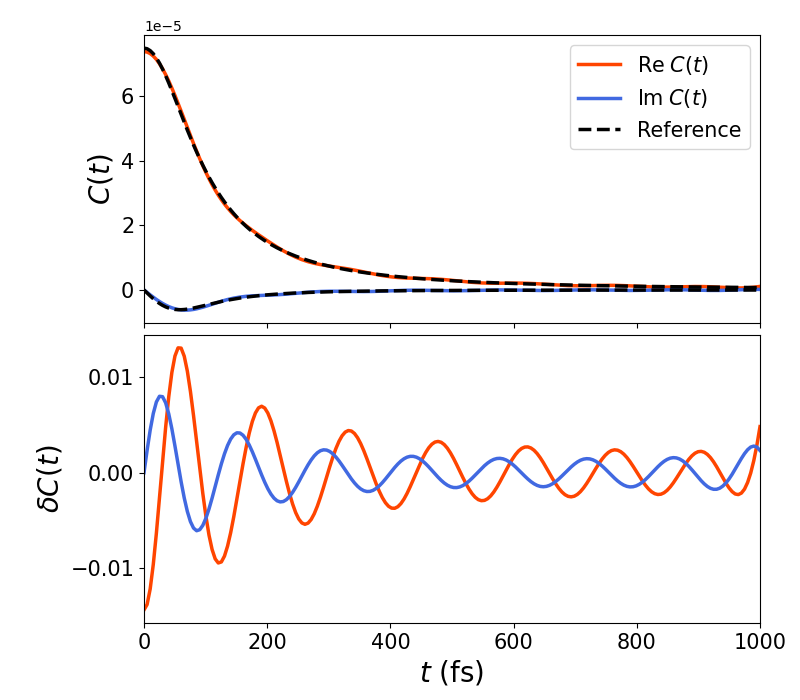 1e−5
6
4
2
0
C(t)
Re C(t)
Im C(t)
Reference
0.01
0.00
−0.01
δC(t)
0 200 400 600 800 1000
t (fs)